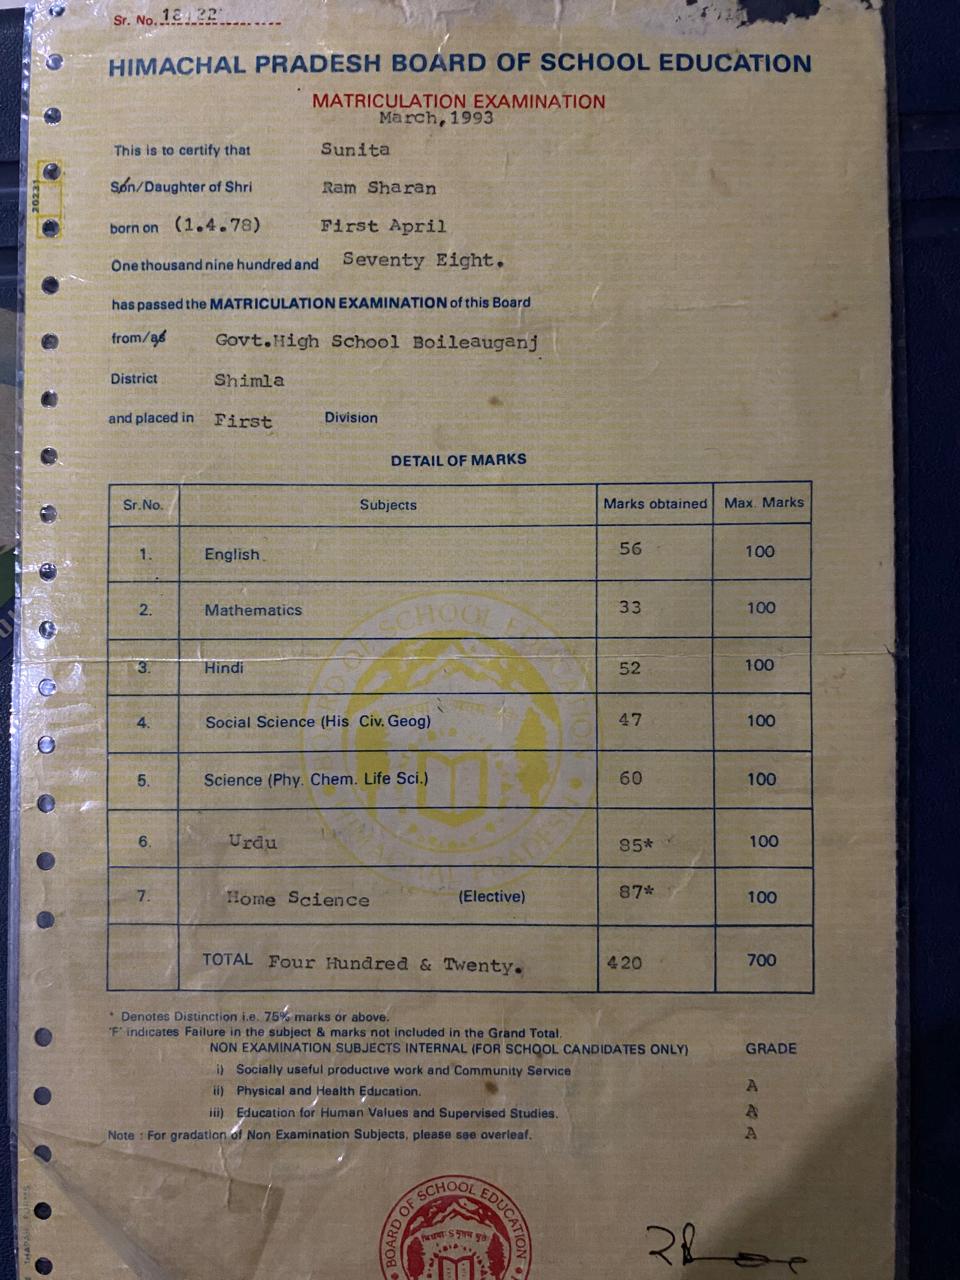 Sr. No. 18122
HIMACHAL PRADESH BOARD OF SCHOOL EDUCATION
MATRICULATION EXAMINATION
March,1993
This is to certify that Sunita
Son/Daughter of Shri Ram Sharan
born on (1.4.78) First April
One thousand nine hundred and Seventy Eight.
has passed the MATRICULATION EXAMINATION of this Board
from/as Govt.High School Boileauganj
District Shimla
and placed in First Division
DETAIL OF MARKS
Sr.No. Subjects Marks obtained Max. Marks
1. English 56 100
2. Mathematics 33 100
3. Hindi 52 100
4. Social Science (His Civ. Geog) 47 100
5. Science (Phy. Chem. Life Sci.) 60 100
6. Urdu 85* 100
7. Home Science (Elective) 87* 100
TOTAL Four Hundred & Twenty. 420 700
* Denotes Distinction i.e. 75% marks or above.
'F' indicates Failure in the subject & marks not included in the Grand Total.
NON EXAMINATION SUBJECTS INTERNAL (FOR SCHOOL CANDIDATES ONLY) GRADE
i) Socially useful productive work and Community Service
ii) Physical and Health Education. A
iii) Education for Human Values and Supervised Studies. A
Note : For gradation of Non Examination Subjects, please see overleaf. A
BOARD OF SCHOOL EDUCATION
20223